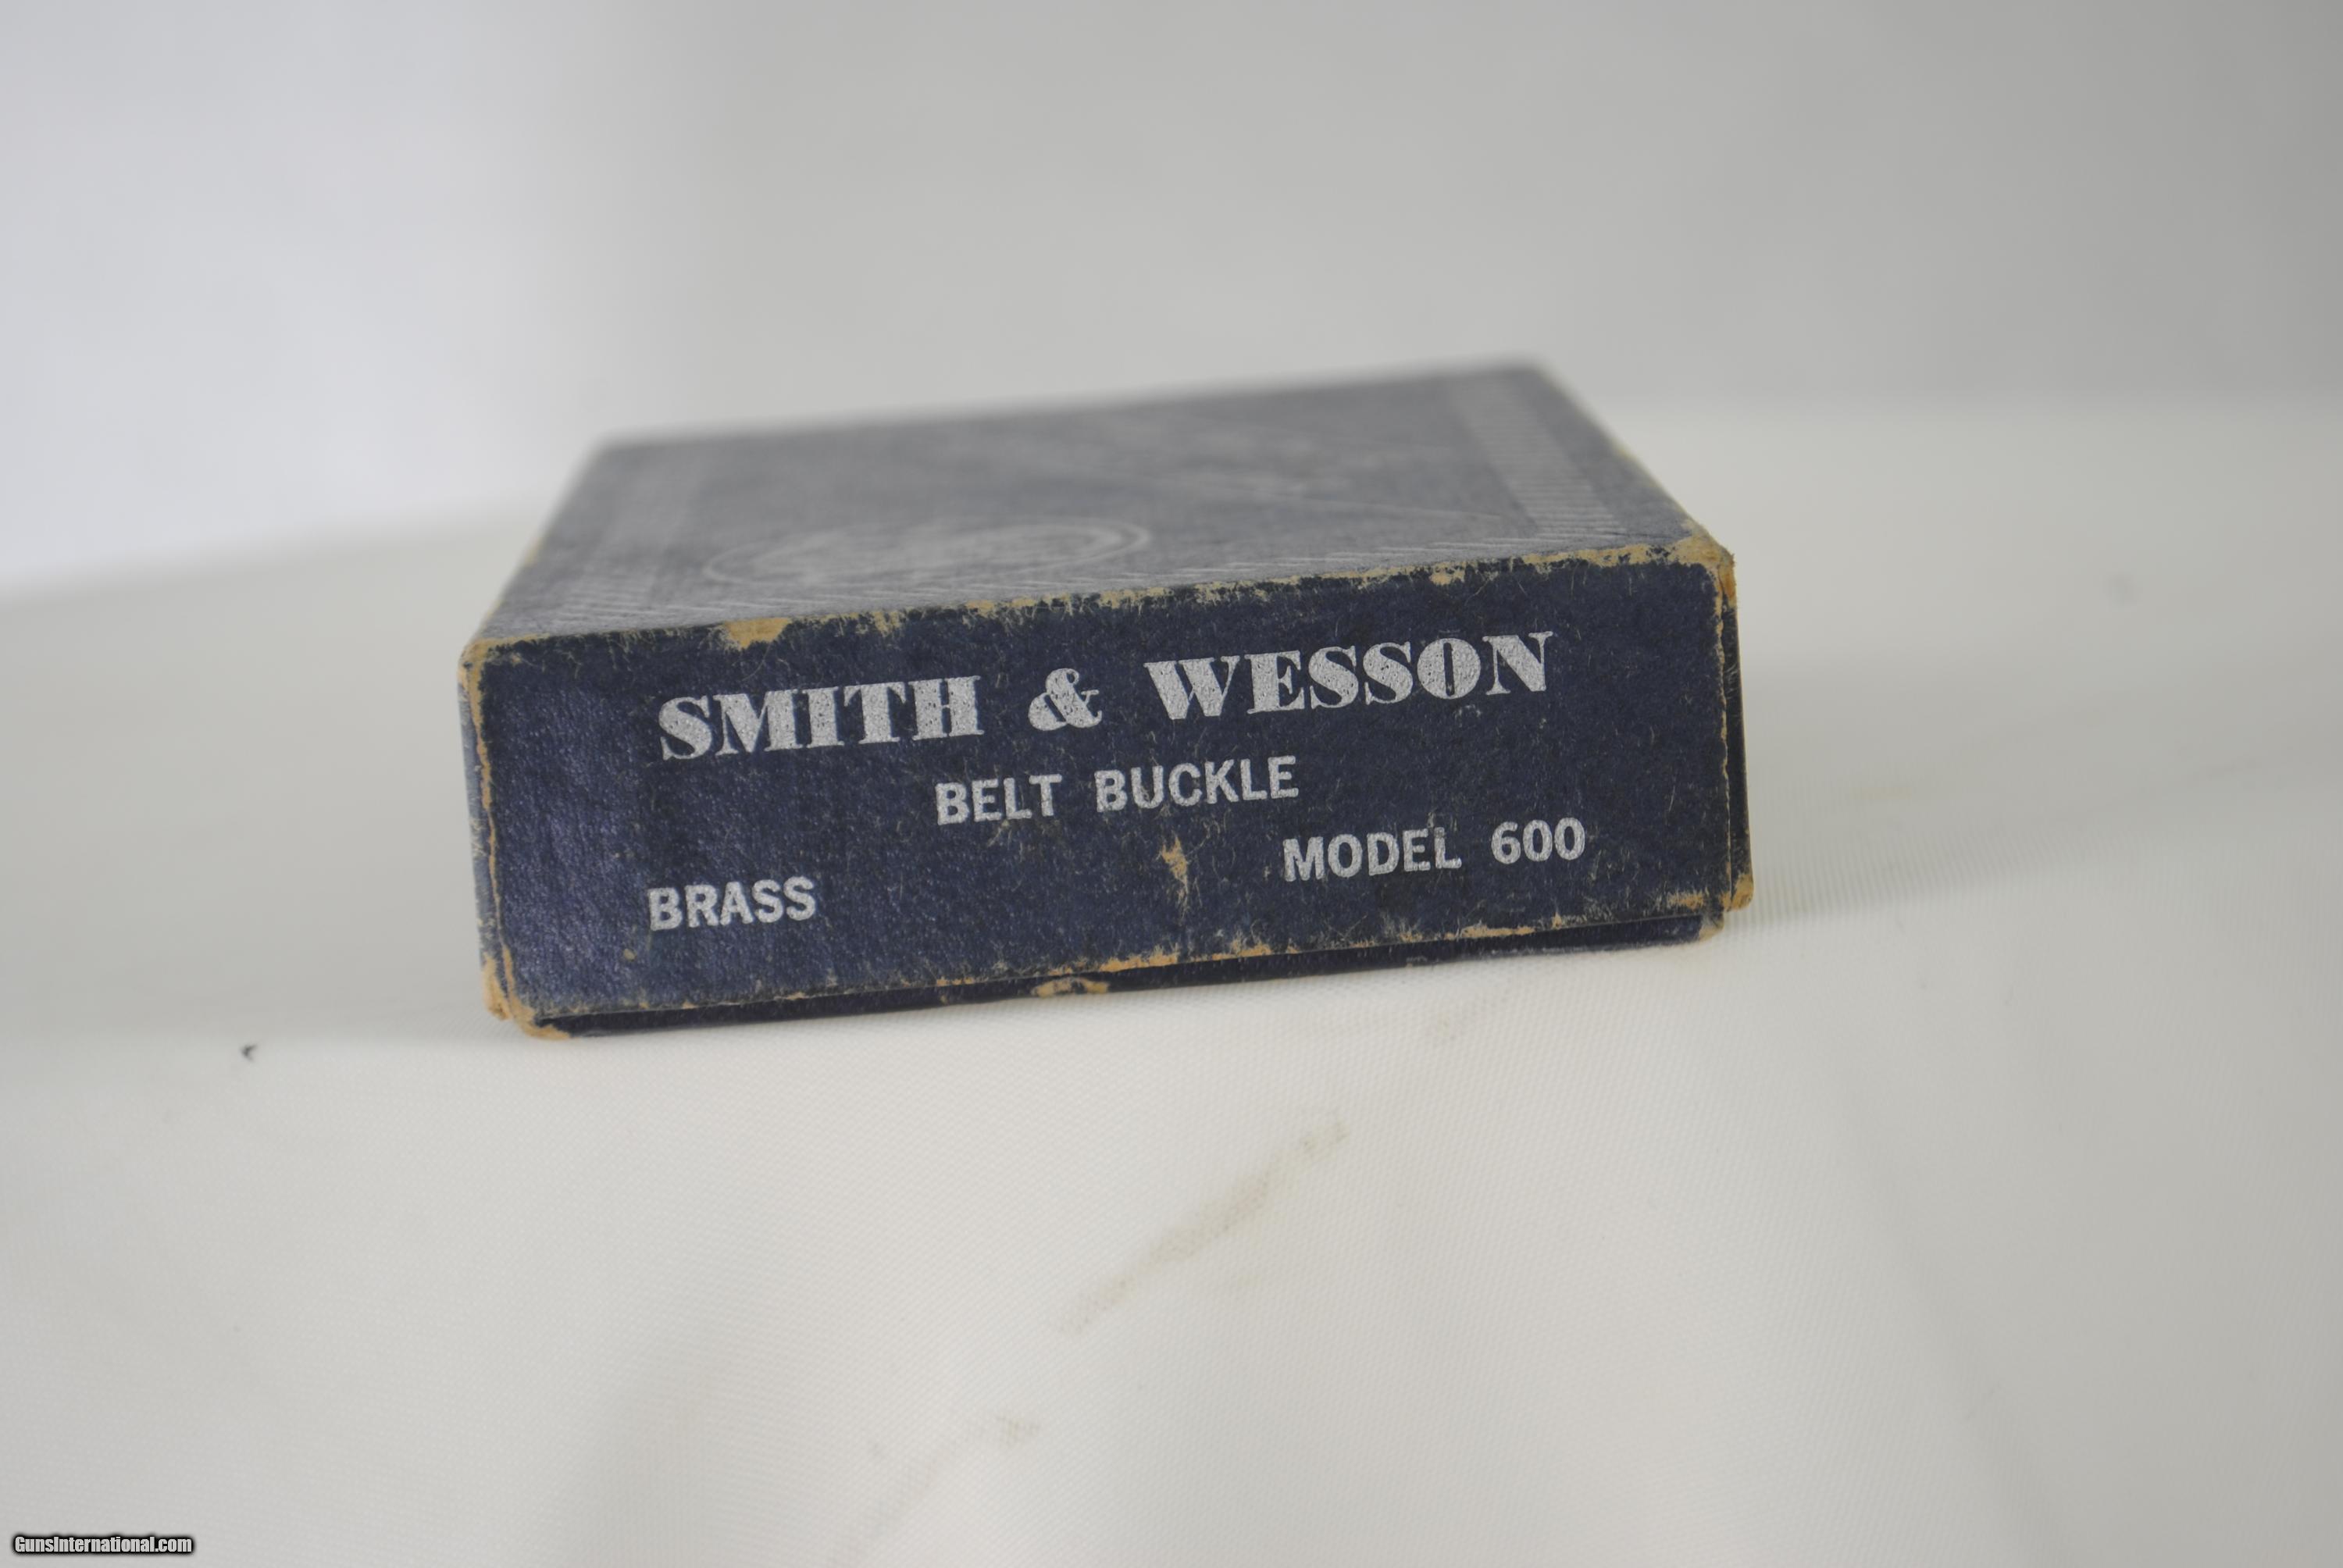 SMITH & WESSON
BELT BUCKLE
MODEL 600
BRASS
GunsInternational.com